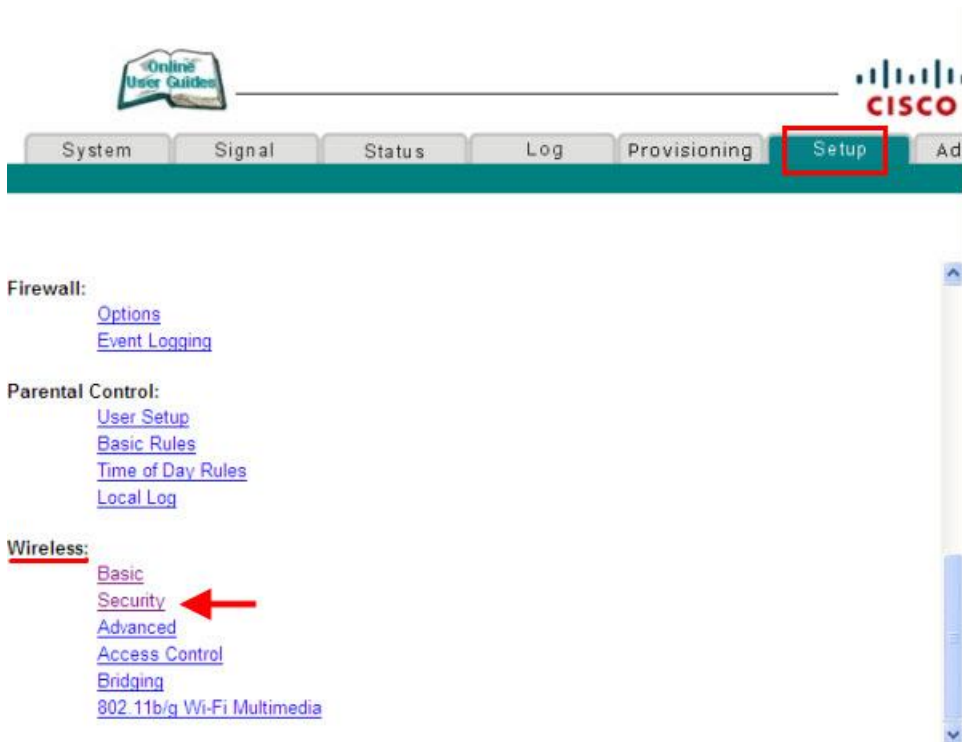 Online
User Guides
CISCO
System Signal Status Log Provisioning Setup Ad
Firewall:
Options
Event Logging
Parental Control:
User Setup
Basic Rules
Time of Day Rules
Local Log
Wireless:
Basic
Security
Advanced
Access Control
Bridging
802.11b/g Wi-Fi Multimedia